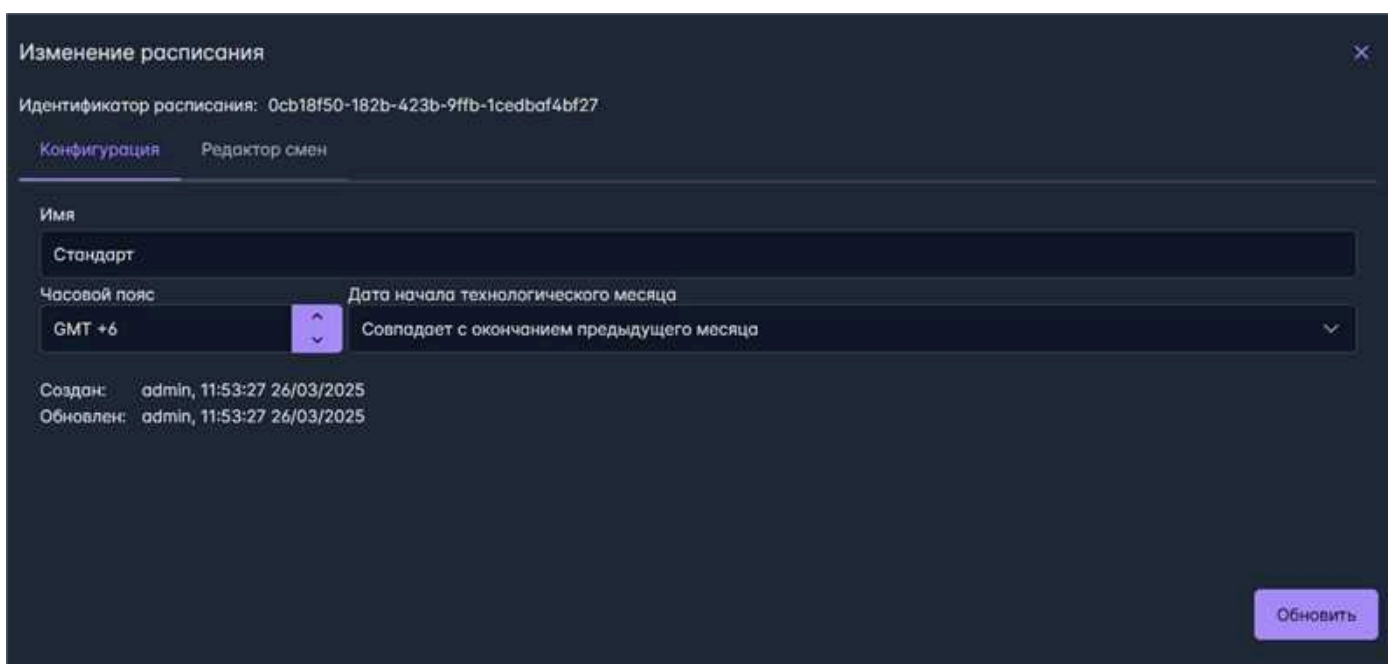 Изменение расписания
Идентификатор расписания: 0cb18f50-182b-423b-9ffb-1cedbaf4bf27
Конфигурация Редактор смен
Имя
Стандарт
Часовой пояс Дата начала технологического месяца
GMT +6 Совпадает с окончанием предыдущего месяца
Создан: admin, 11:53:27 26/03/2025
Обновлен: admin, 11:53:27 26/03/2025
Обновить